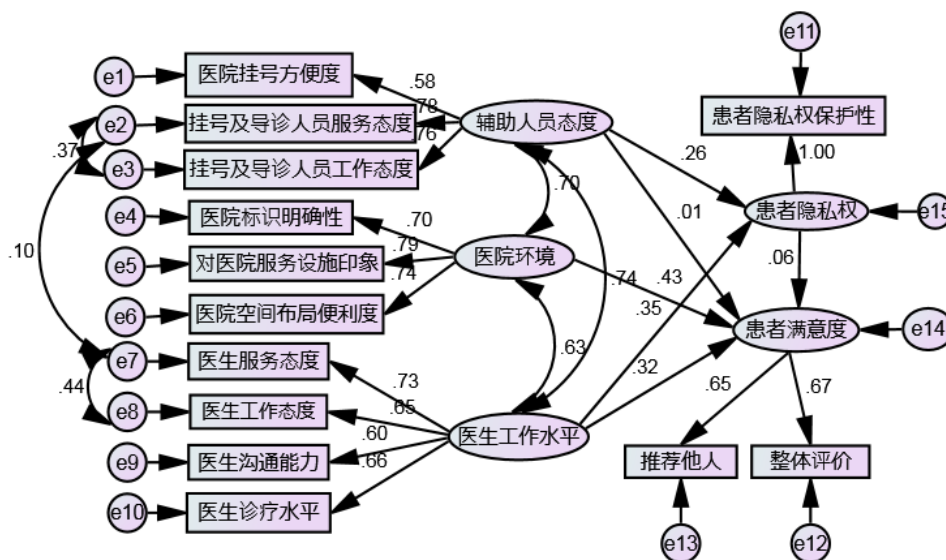 e11
e1
医院挂号方便度
.58
e2
挂号及导诊人员服务态度
.78
辅助人员态度
患者隐私权保护性
.37
e3
挂号及导诊人员工作态度
.76
1.00
.26
.70
e4
医院标识明确性
.70
.01
患者隐私权
e15
.10
e5
对医院服务设施印象
.79
医院环境
.06
.74
.74
.43
.35
e6
医院空间布局便利度
患者满意度
e14
e7
医生服务态度
.63
.44
.73
.32
.65
.67
e8
医生工作态度
.65
.60
医生工作水平
e9
医生沟通能力
.66
推荐他人
整体评价
e10
医生诊疗水平
e13
e12